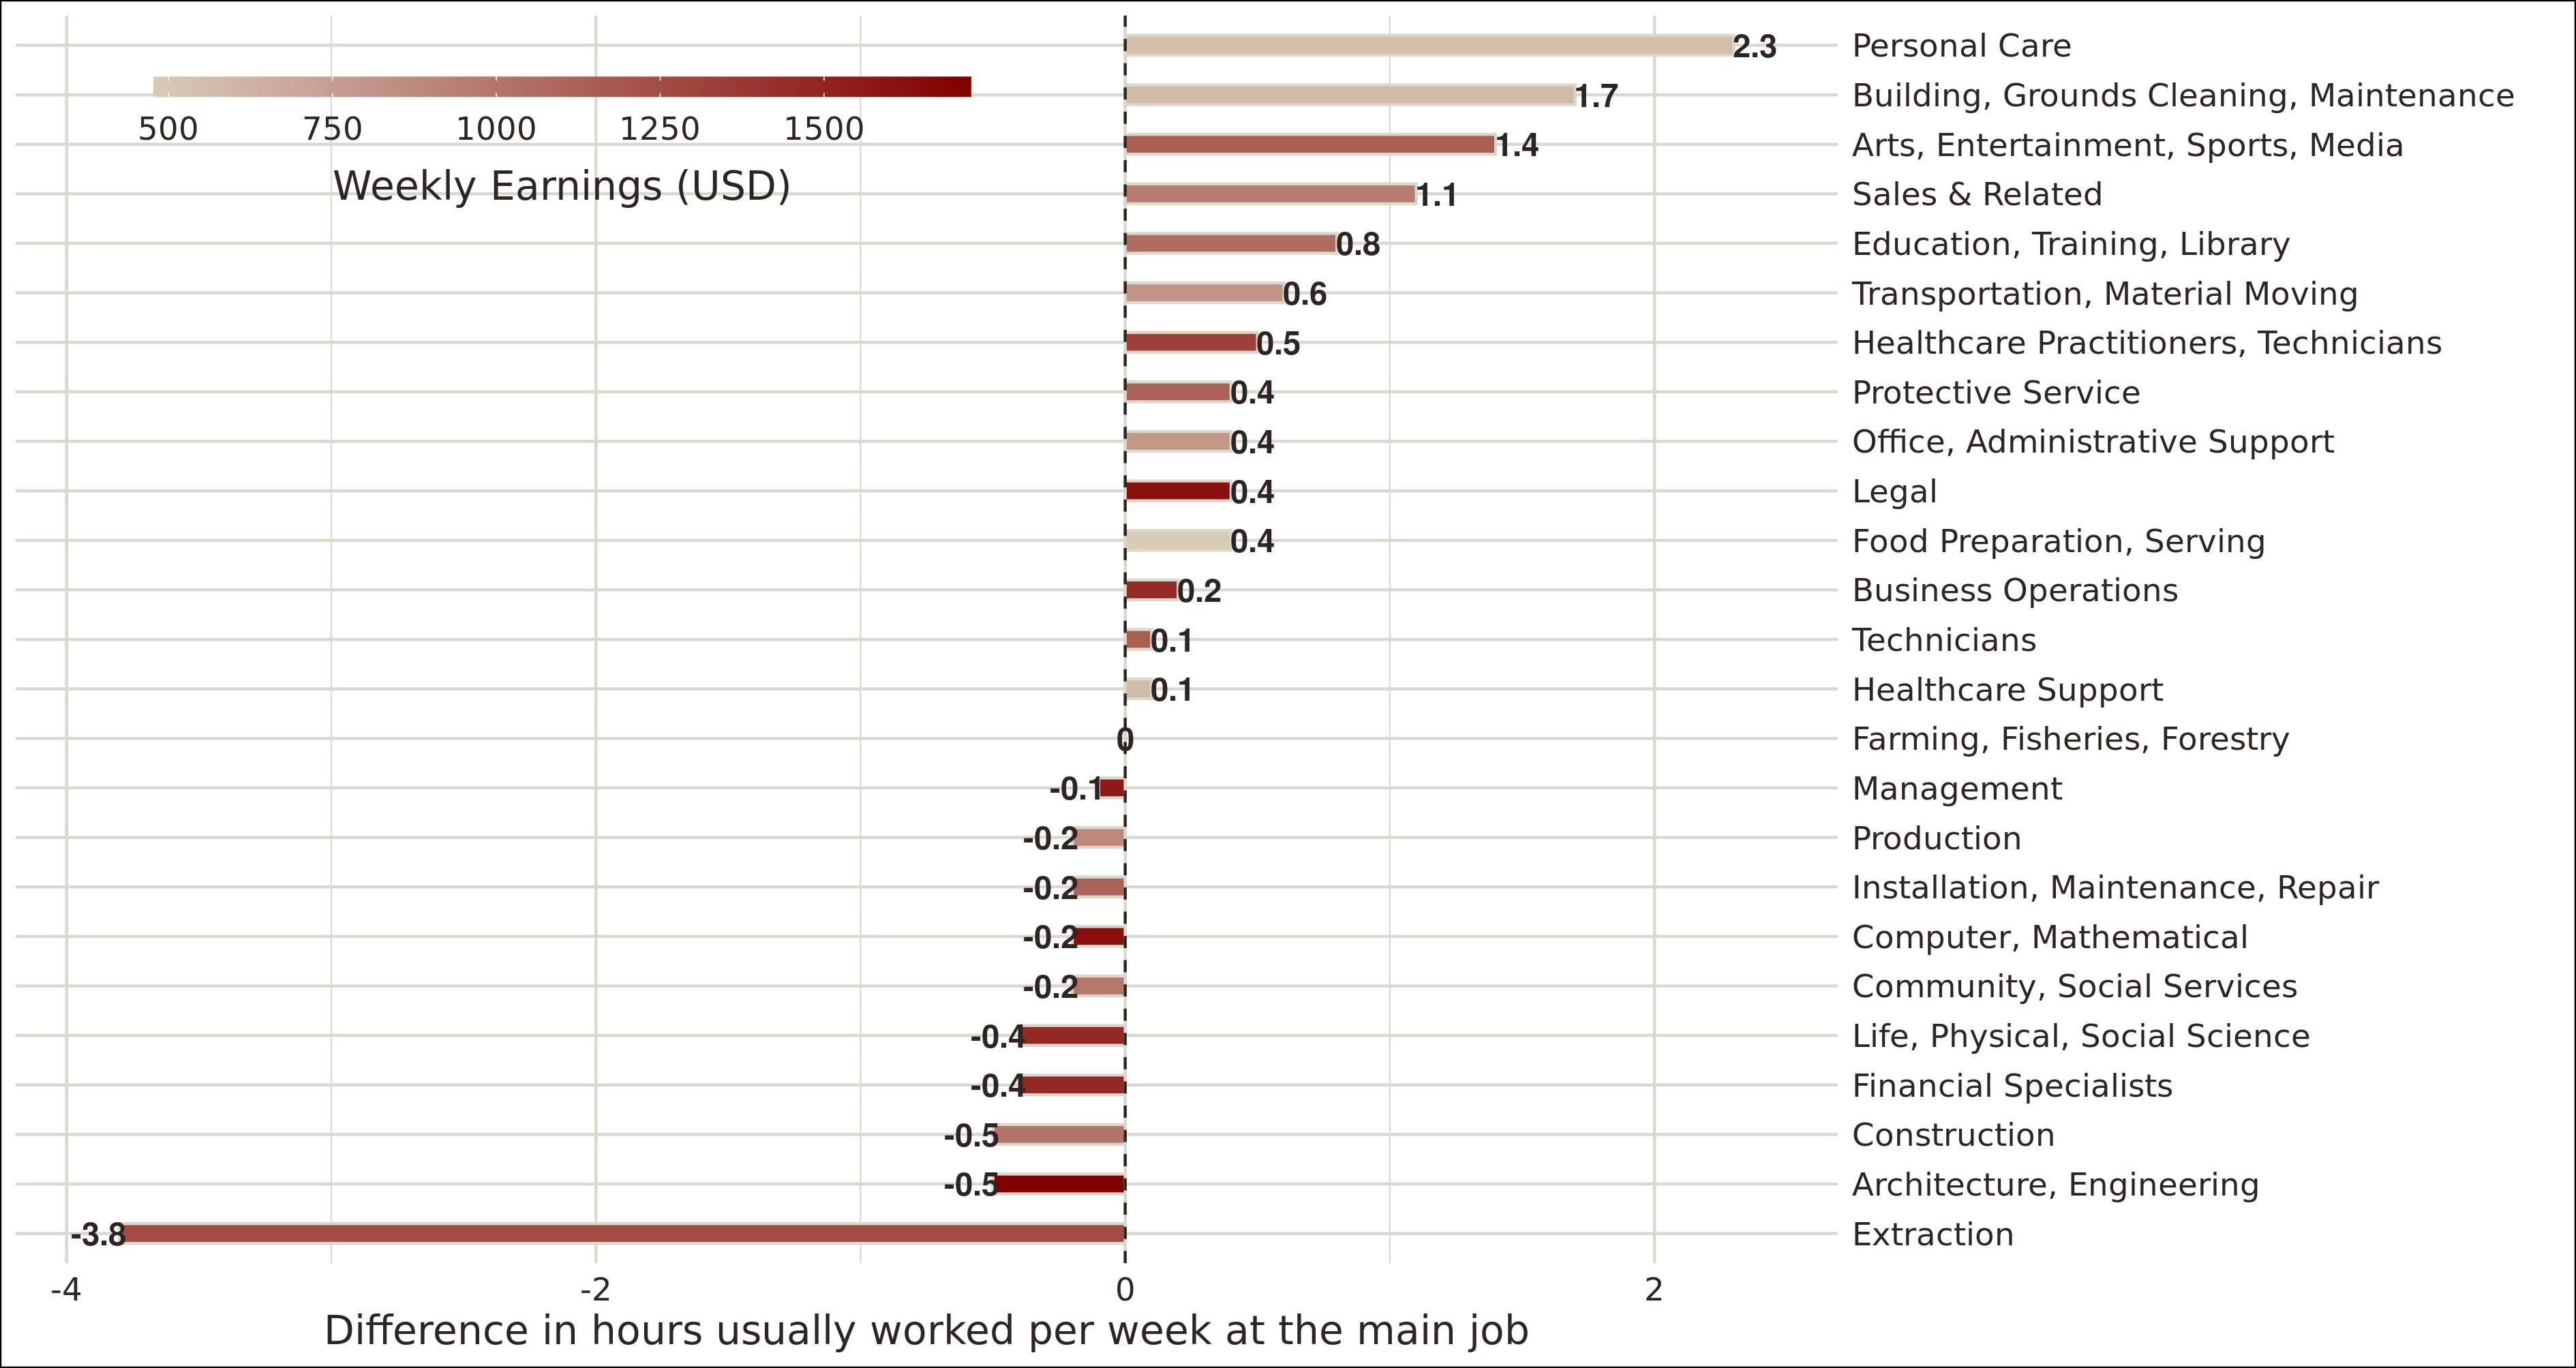 2.3 Personal Care
1.7 Building, Grounds Cleaning, Maintenance
500 750 1000 1250 1500
1.4 Arts, Entertainment, Sports, Media
Weekly Earnings (USD)
1.1 Sales & Related
0.8 Education, Training, Library
0.6 Transportation, Material Moving
0.5 Healthcare Practitioners, Technicians
0.4 Protective Service
0.4 Office, Administrative Support
0.4 Legal
0.4 Food Preparation, Serving
0.2 Business Operations
0.1 Technicians
0.1 Healthcare Support
0 Farming, Fisheries, Forestry
-0.1 Management
-0.2 Production
-0.2 Installation, Maintenance, Repair
-0.2 Computer, Mathematical
-0.2 Community, Social Services
-0.4 Life, Physical, Social Science
-0.4 Financial Specialists
-0.5 Construction
-0.5 Architecture, Engineering
-3.8 Extraction
-4 -2 0 2
Difference in hours usually worked per week at the main job